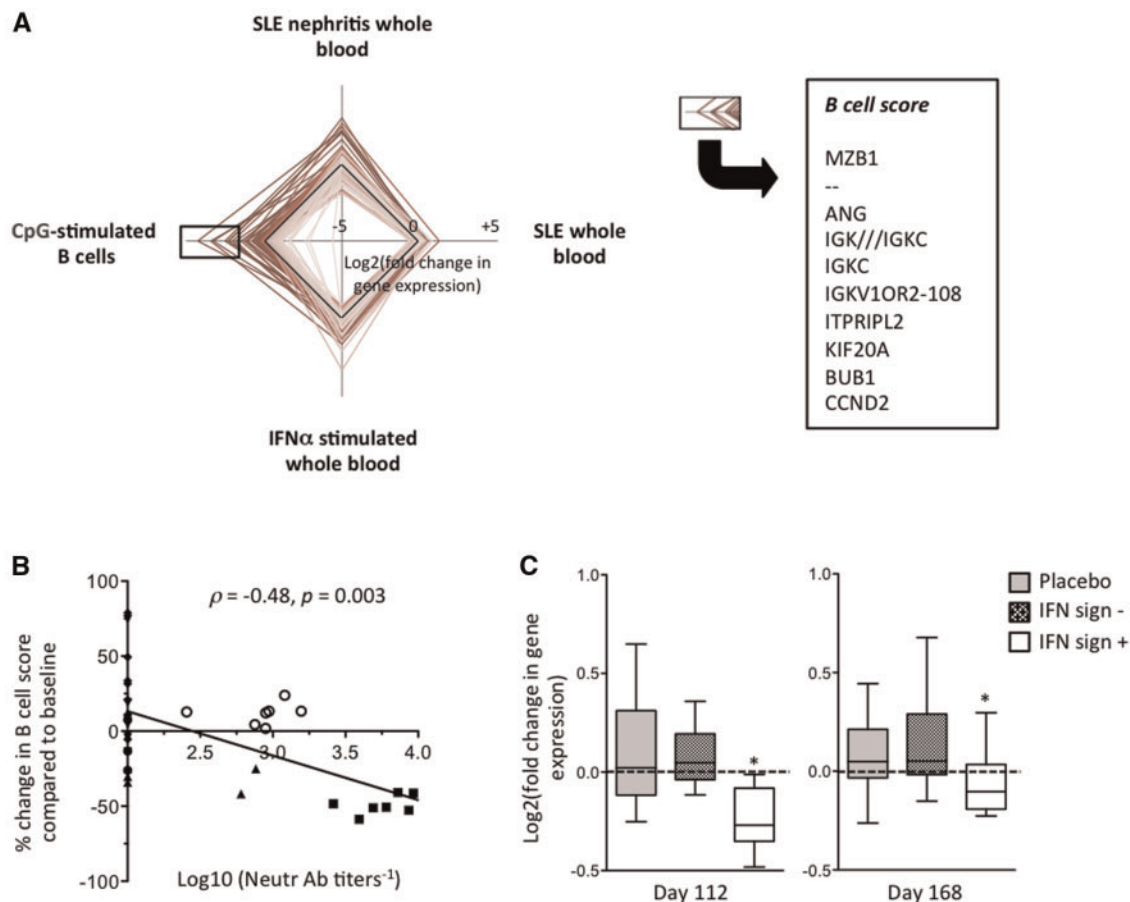 A
SLE nephritis whole
blood
CpG-stimulated
B cells
-5
0
+5
Log2(fold change in
gene expression)
SLE whole
blood
IFNα stimulated
whole blood
B cell score
MZB1
--
ANG
IGK///IGKC
IGKC
IGKV1OR2-108
ITPRIPL2
KIF20A
BUB1
CCND2
B
% change in B cell score
compared to baseline
100
50
0
-50
-100
ρ = -0.48, p = 0.003
2.5
3.0
3.5
4.0
Log10 (Neutr Ab titers⁻¹)
C
Log2(fold change in gene
expression)
1.0
0.5
0.0
-0.5
*
Day 112
1.0
0.5
0.0
-0.5
*
Day 168
Placebo
IFN sign -
IFN sign +